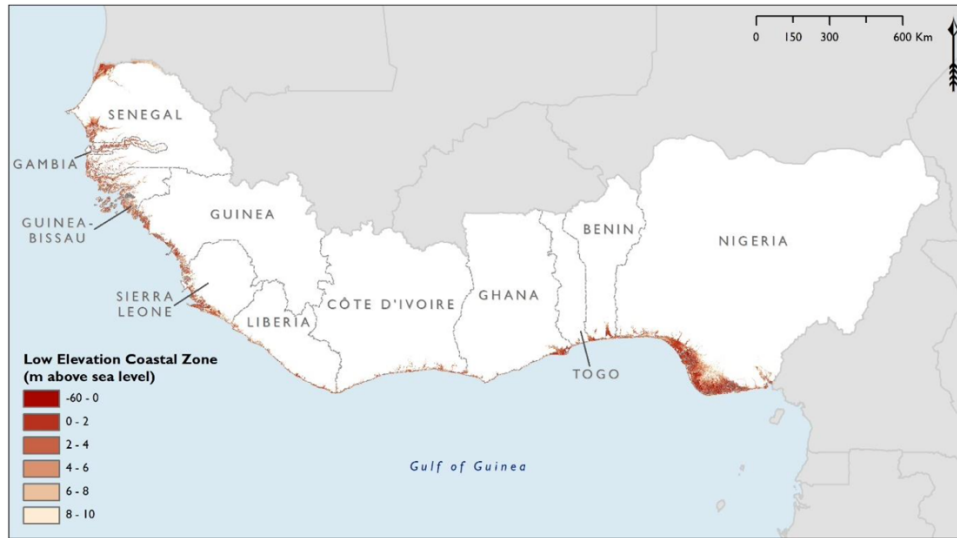 0 150 300 600 Km
SENEGAL
GAMBIA
GUINEA-
BISSAU
GUINEA
SIERRA
LEONE
LIBERIA
CÔTE D'IVOIRE
GHANA
TOGO
BENIN
NIGERIA
Gulf of Guinea
Low Elevation Coastal Zone
(m above sea level)
-60 - 0
0 - 2
2 - 4
4 - 6
6 - 8
8 - 10